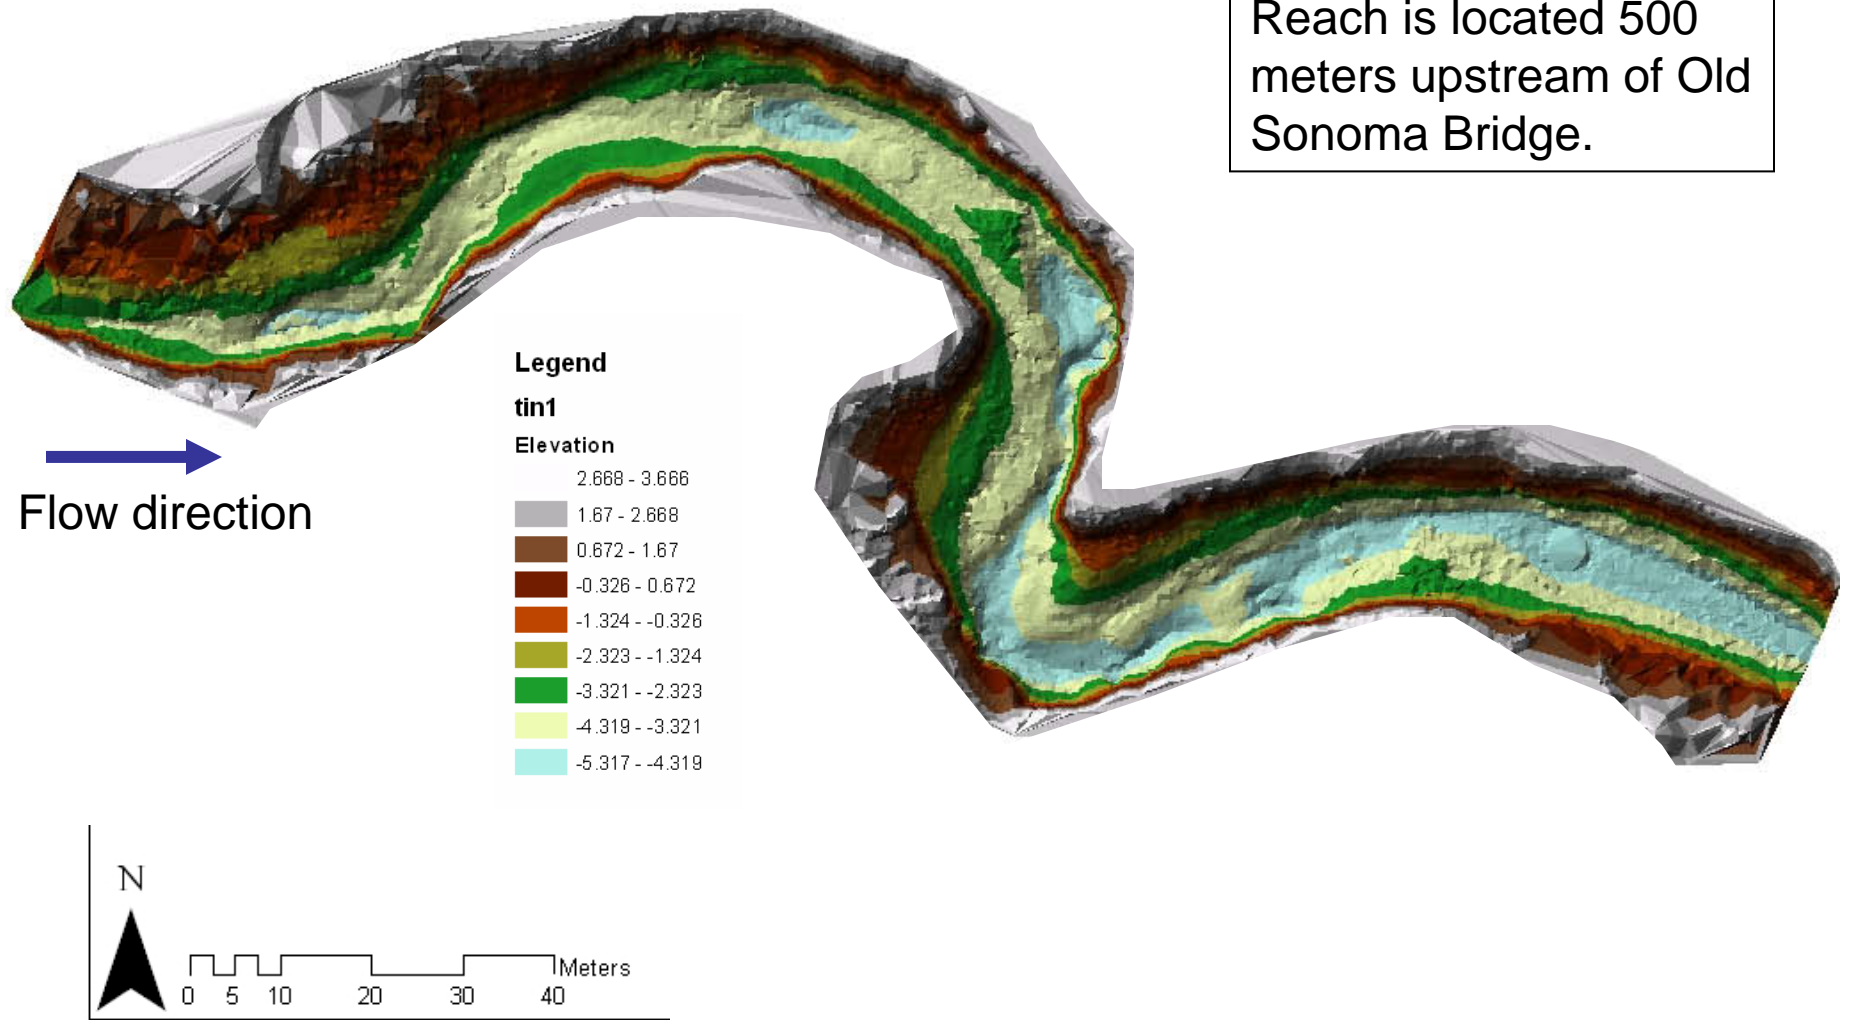 Reach is located 500
meters upstream of Old
Sonoma Bridge.
Flow direction
Legend
tin1
Elevation
2.668 - 3.666
1.67 - 2.668
0.672 - 1.67
-0.326 - 0.672
-1.324 - -0.326
-2.323 - -1.324
-3.321 - -2.323
-4.319 - -3.321
-5.317 - -4.319
N
Meters
0 5 10 20 30 40